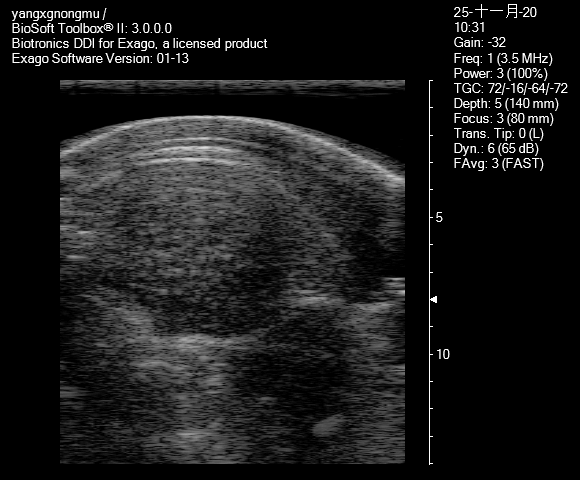 yangxgnongmu /
BioSoft Toolbox® II: 3.0.0.0
Biotronics DDI for Exago, a licensed product
Exago Software Version: 01-13
25-十一月-20
10:31
Gain: -32
Freq: 1 (3.5 MHz)
Power: 3 (100%)
TGC: 72/-16/-64/-72
Depth: 5 (140 mm)
Focus: 3 (80 mm)
Trans. Tip: 0 (L)
Dyn.: 6 (65 dB)
FAvg: 3 (FAST)
5
10